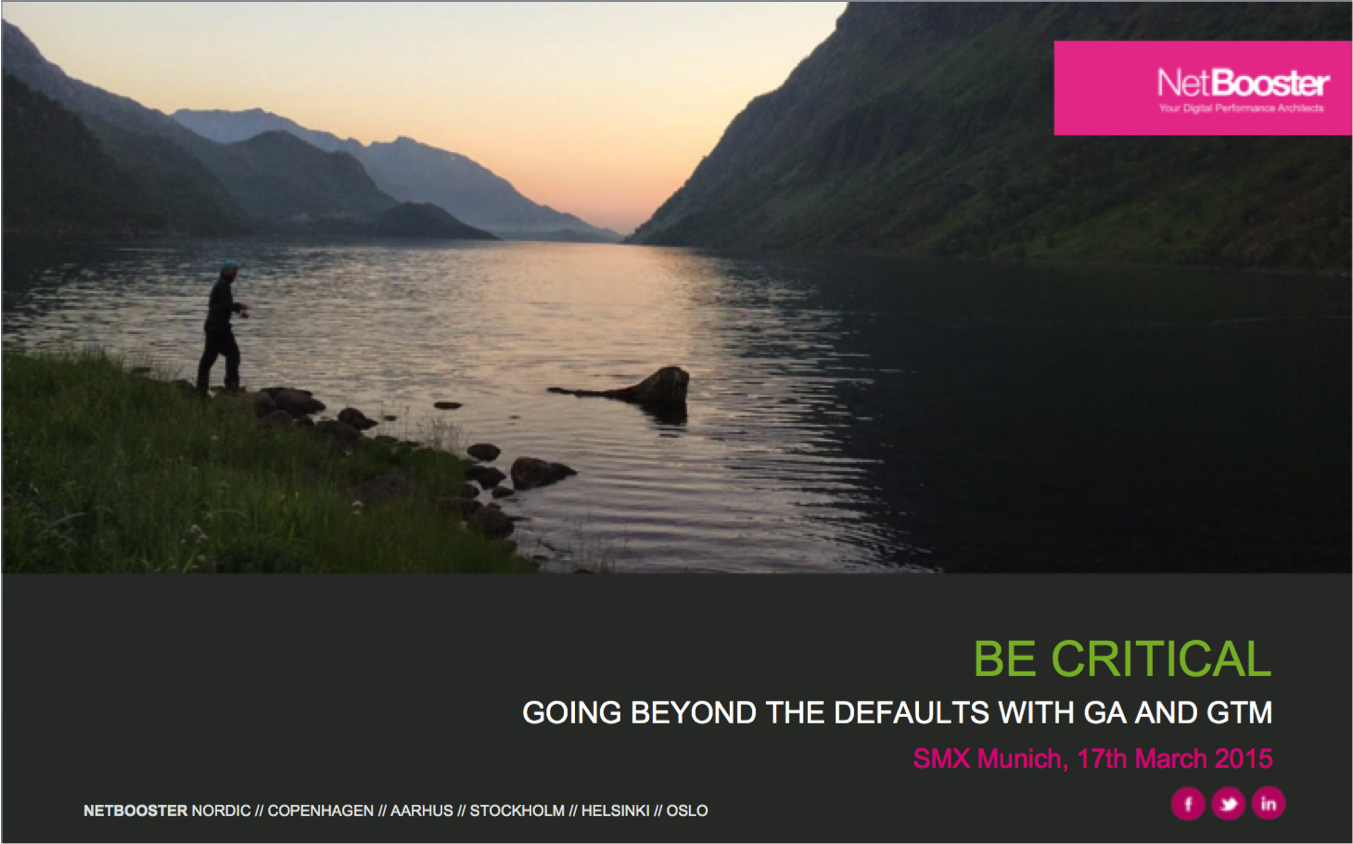 NetBooster
Your Digital Performance Architects
BE CRITICAL
GOING BEYOND THE DEFAULTS WITH GA AND GTM
SMX Munich, 17th March 2015
f in
NETBOOSTER NORDIC // COPENHAGEN // AARHUS // STOCKHOLM // HELSINKI // OSLO